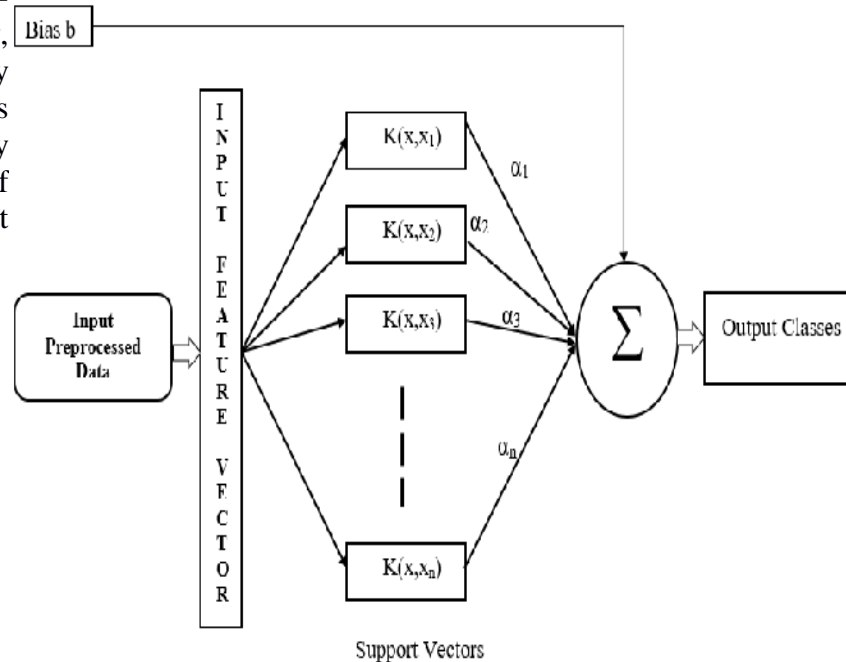 ,
Bias b
y
s
y
f
t
INPUT FEATURE VECTOR
K(x,x₁)
α₁
K(x,x₂)
α₂
K(x,x₃)
α₃
Input
Preprocessed
Data
Σ
Output Classes
αₙ
K(x,xₙ)
Support Vectors